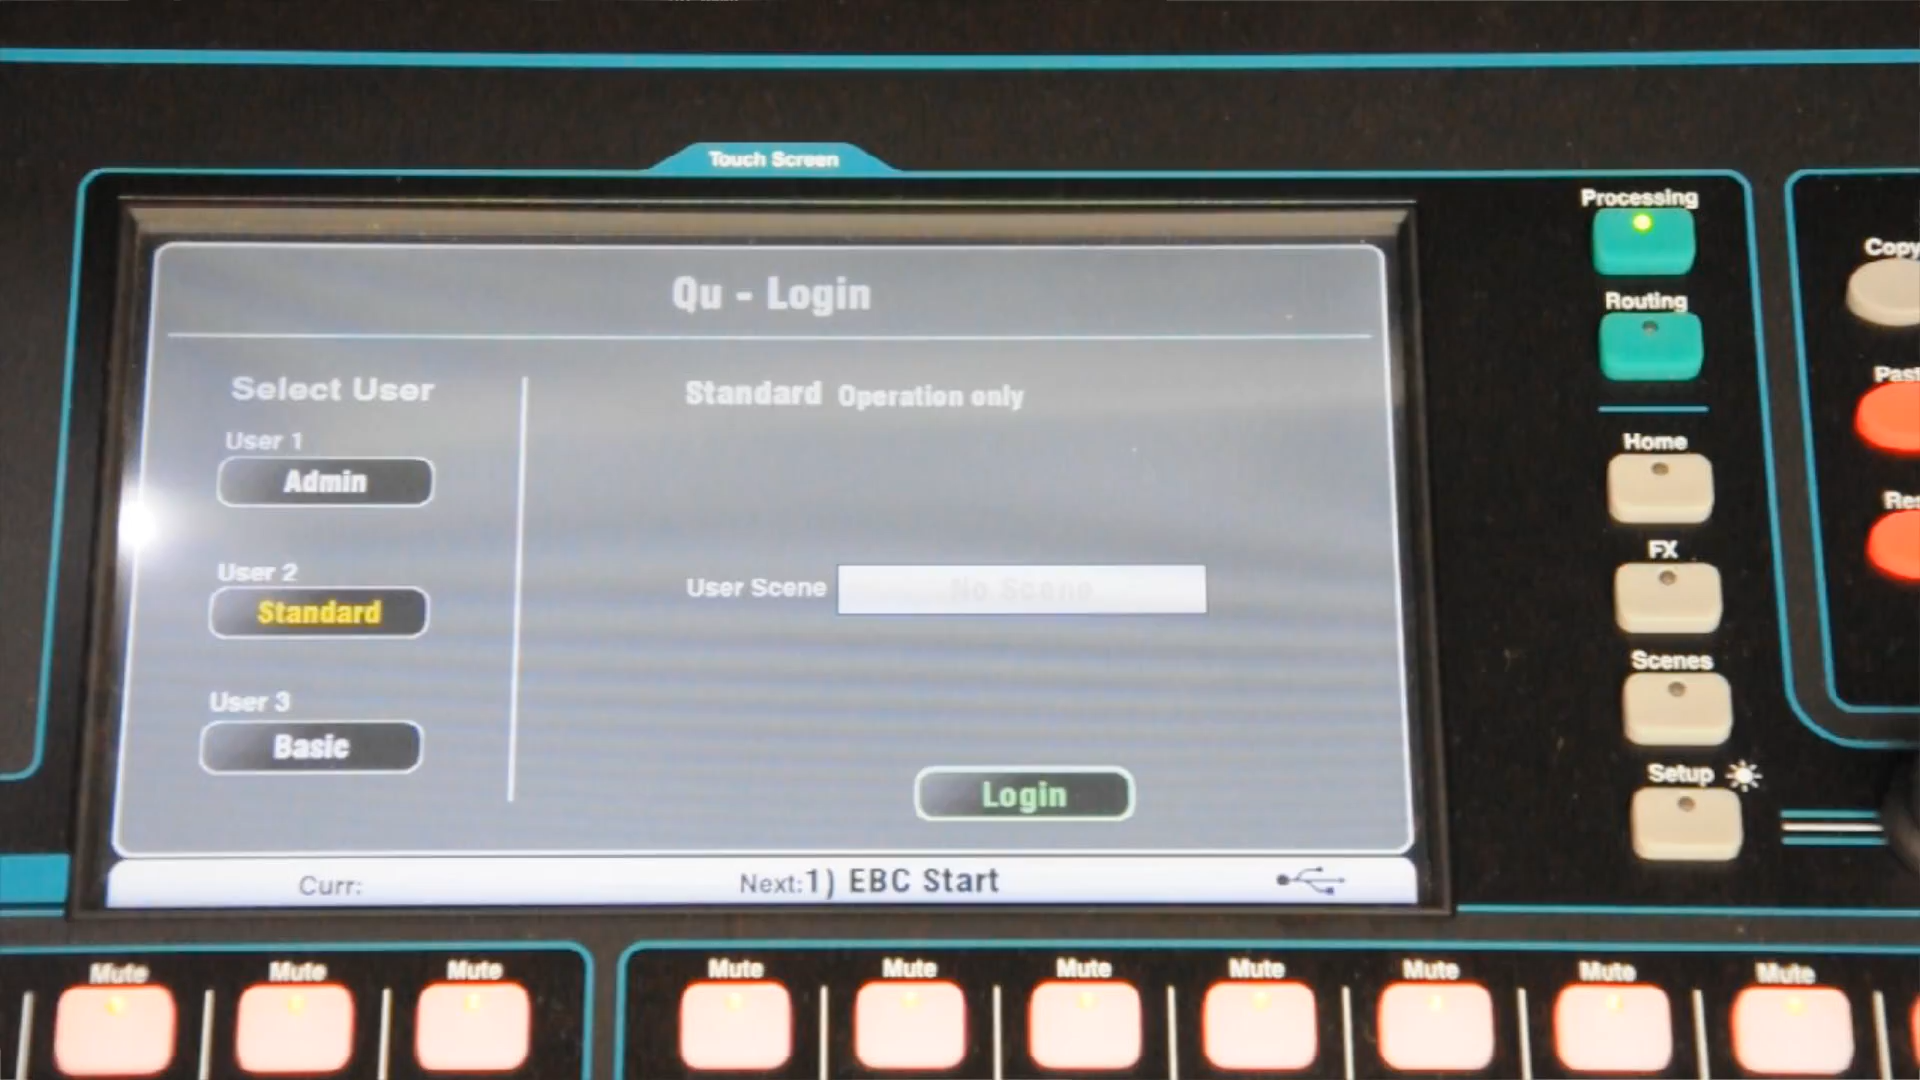 Touch Screen
Qu - Login
Select User
User 1
Admin
User 2
Standard
User 3
Basic
Standard Operation only
User Scene No Scene
Login
Curr:
Next:1) EBC Start
Processing
Routing
Home
FX
Scenes
Setup
Copy
Mute Mute Mute Mute Mute Mute Mute Mute Mute Mute